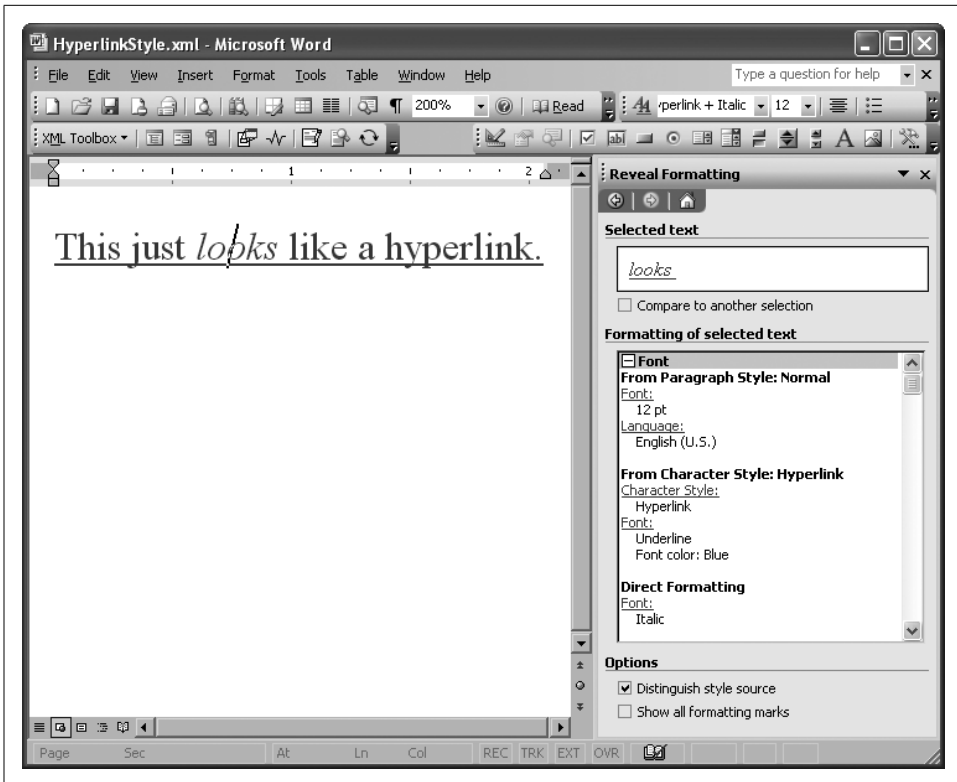 HyperlinkStyle.xml - Microsoft Word
File Edit View Insert Format Tools Table Window Help Type a question for help
200% Read perlink + Italic 12
XML Toolbox
1 2
This just looks like a hyperlink.
Reveal Formatting
Selected text
looks
Compare to another selection
Formatting of selected text
Font
From Paragraph Style: Normal
Font:
12 pt
Language:
English (U.S.)
From Character Style: Hyperlink
Character Style:
Hyperlink
Font:
Underline
Font color: Blue
Direct Formatting
Font:
Italic
Options
Distinguish style source
Show all formatting marks
Page Sec At Ln Col REC TRK EXT OVR